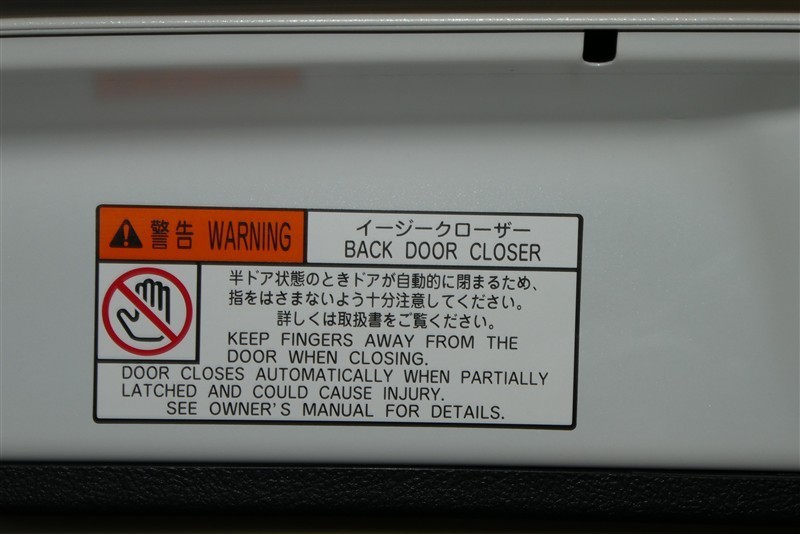 警告 WARNING
イージークローザー
BACK DOOR CLOSER
半ドア状態のときドアが自動的に閉まるため、
指をはさまないよう十分注意してください。
詳しくは取扱書をご覧ください。
KEEP FINGERS AWAY FROM THE
DOOR WHEN CLOSING.
DOOR CLOSES AUTOMATICALLY WHEN PARTIALLY
LATCHED AND COULD CAUSE INJURY.
SEE OWNER'S MANUAL FOR DETAILS.